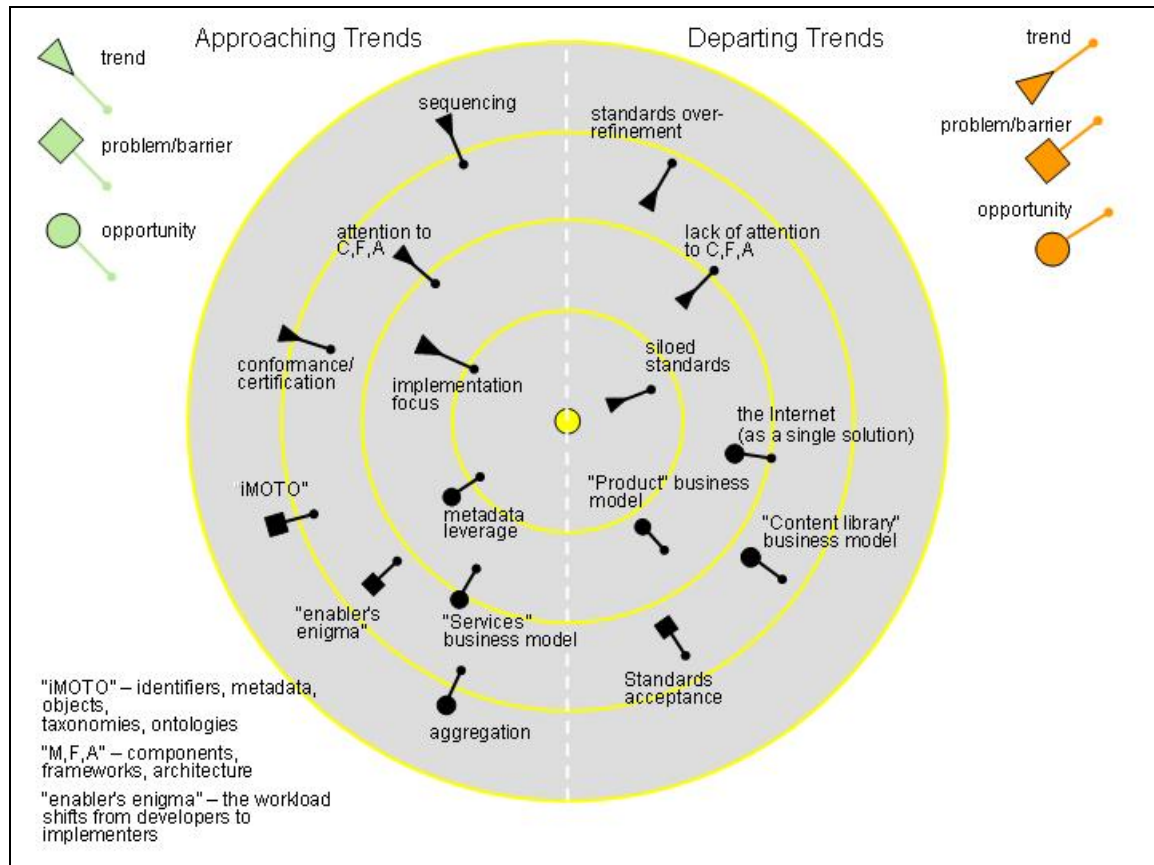 Approaching Trends
Departing Trends
trend
problem/barrier
opportunity
trend
problem/barrier
opportunity
sequencing
standards over-
refinement
attention to
C,F,A
lack of attention
to C,F,A
conformance/
certification
implementation
focus
siloed
standards
the Internet
(as a single solution)
"iMOTO"
metadata
leverage
"Product" business
model
"Content library"
business model
"enabler's
enigma"
"Services"
business model
Standards
acceptance
aggregation
"iMOTO" – identifiers, metadata,
objects,
taxonomies, ontologies
"M,F,A" – components,
frameworks, architecture
"enabler's enigma" – the workload
shifts from developers to
implementers